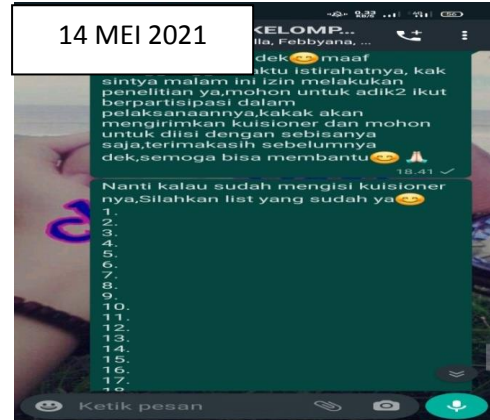 14 MEI 2021
KELOMP...
lla, Febbyana, ...
dek😊maaf
aktu istirahatnya, kak
sintya malam ini izin melakukan
penelitian ya,mohon untuk adik2 ikut
berpartisipasi dalam
pelaksanaannya,kakak akan
mengirimkan kuisioner dan mohon
untuk diisi dengan sebisanya
saja,terimakasih sebelumnya
dek,semoga bisa membantu😊🙏
18.41 ✓
Nanti kalau sudah mengisi kuisioner
nya,Silahkan list yang sudah ya😊
1.
2.
3.
4.
5.
6.
7.
8.
9.
10.
11.
12.
13.
14.
15.
16.
17.
Ketik pesan